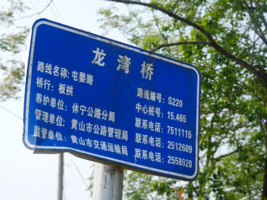 龙湾桥
路线名称：屯婺路 路线编号：S220
桥行：板拱 中心桩号：15.465
养护单位：休宁公路分局 联系电话：7511115
管理单位：黄山市公路管理局 联系电话：2512609
监管单位：黄山市交通运输局 联系电话：2558920